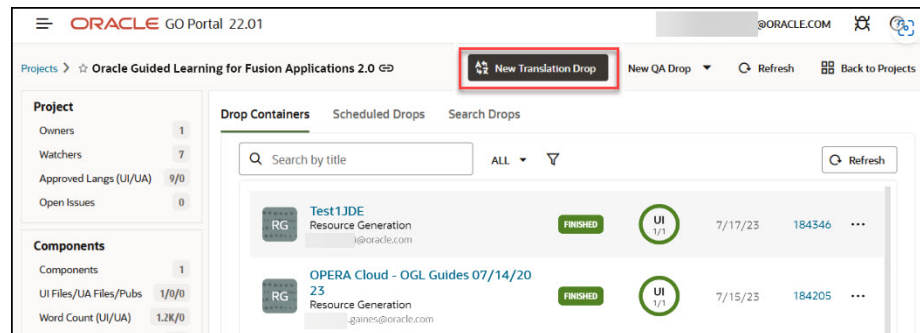 ORACLE GO Portal 22.01
@ORACLE.COM
Projects > Oracle Guided Learning for Fusion Applications 2.0
New Translation Drop
New QA Drop
Refresh
Back to Projects
Project
Owners 1
Watchers 7
Approved Langs (UI/UA) 9/0
Open Issues 0
Components
Components 1
UI Files/UA Files/Pubs 1/0/0
Word Count (UI/UA) 1.2K/0
Drop Containers
Scheduled Drops
Search Drops
Search by title
ALL
Refresh
RG
Test1JDE
Resource Generation
@oracle.com
FINISHED
UI
1/1
7/17/23
184346
RG
OPERA Cloud - OGL Guides 07/14/20
23
Resource Generation
.gaines@oracle.com
FINISHED
UI
1/1
7/15/23
184205